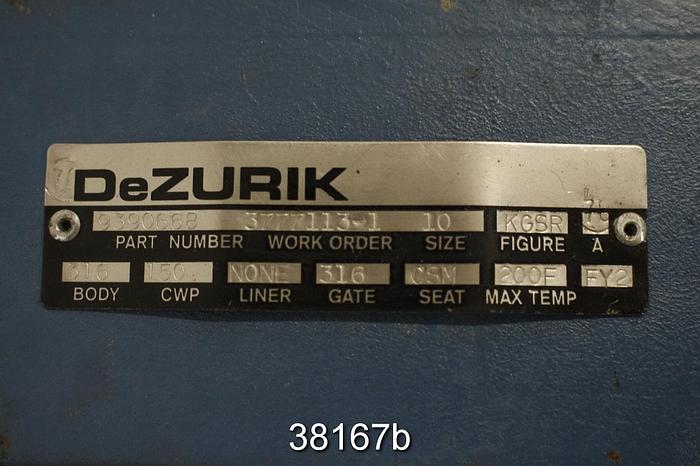 DeZURIK
9390668 3777113-1 10 KGSR
PART NUMBER WORK ORDER SIZE FIGURE A
316 150 NONE 316 CSM 200F FY2
BODY CWP LINER GATE SEAT MAX TEMP
38167b